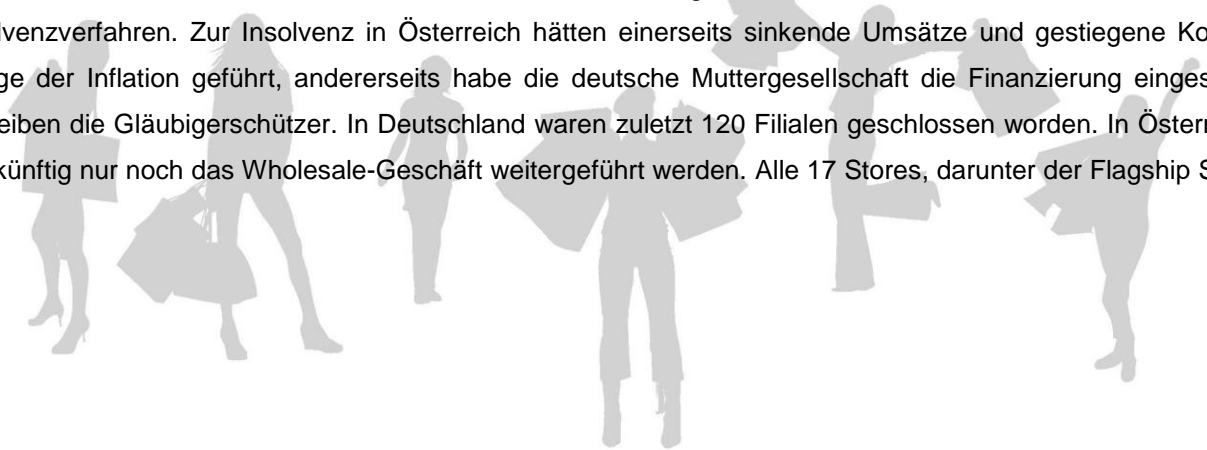 lvenzverfahren. Zur Insolvenz in Österreich hätten einerseits sinkende Umsätze und gestiegene Ko
ge der Inflation geführt, andererseits habe die deutsche Muttergesellschaft die Finanzierung einges
eiben die Gläubigerschützer. In Deutschland waren zuletzt 120 Filialen geschlossen worden. In Österr
künftig nur noch das Wholesale-Geschäft weitergeführt werden. Alle 17 Stores, darunter der Flagship S